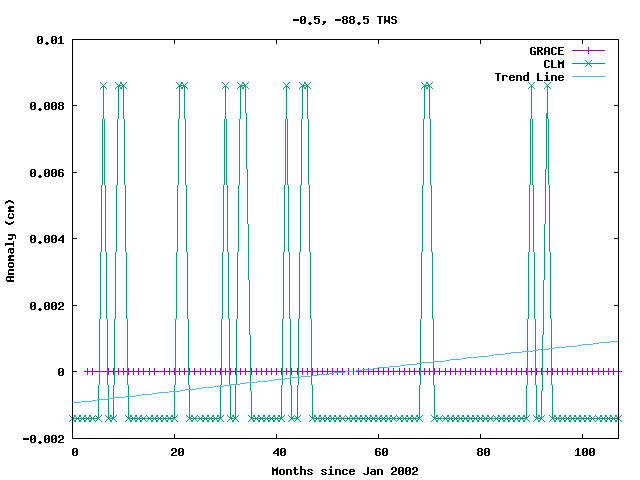 -0.5, -88.5 TWS
0.01
0.008
0.006
0.004
0.002
0
-0.002
Anomaly (cm)
GRACE
CLM
Trend Line
0 20 40 60 80 100
Months since Jan 2002